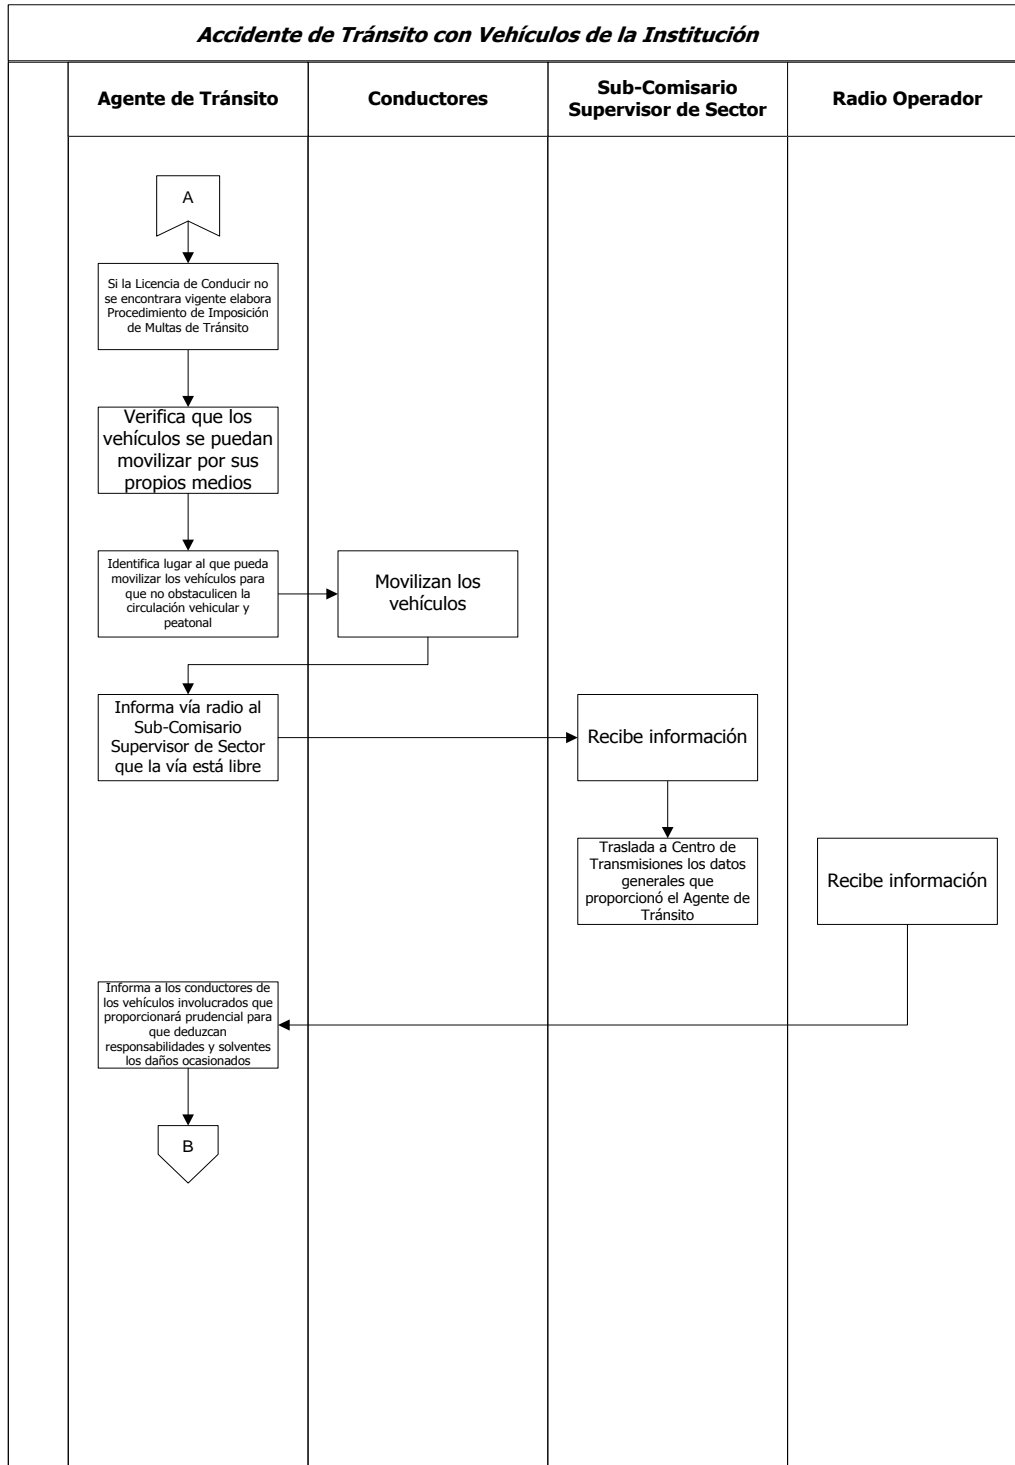 Accidente de Tránsito con Vehículos de la Institución
Agente de Tránsito
Conductores
Sub-Comisario
Supervisor de Sector
Radio Operador
A
Si la Licencia de Conducir no
se encontrara vigente elabora
Procedimiento de Imposición
de Multas de Tránsito
Verifica que los
vehículos se puedan
movilizar por sus
propios medios
Identifica lugar al que pueda
movilizar los vehículos para
que no obstaculicen la
circulación vehicular y
peatonal
Movilizan los
vehículos
Informa vía radio al
Sub-Comisario
Supervisor de Sector
que la vía está libre
Recibe información
Traslada a Centro de
Transmisiones los datos
generales que
proporcionó el Agente de
Tránsito
Recibe información
Informa a los conductores de
los vehículos involucrados que
proporcionará prudencial para
que deduzcan
responsabilidades y solventes
los daños ocasionados
B